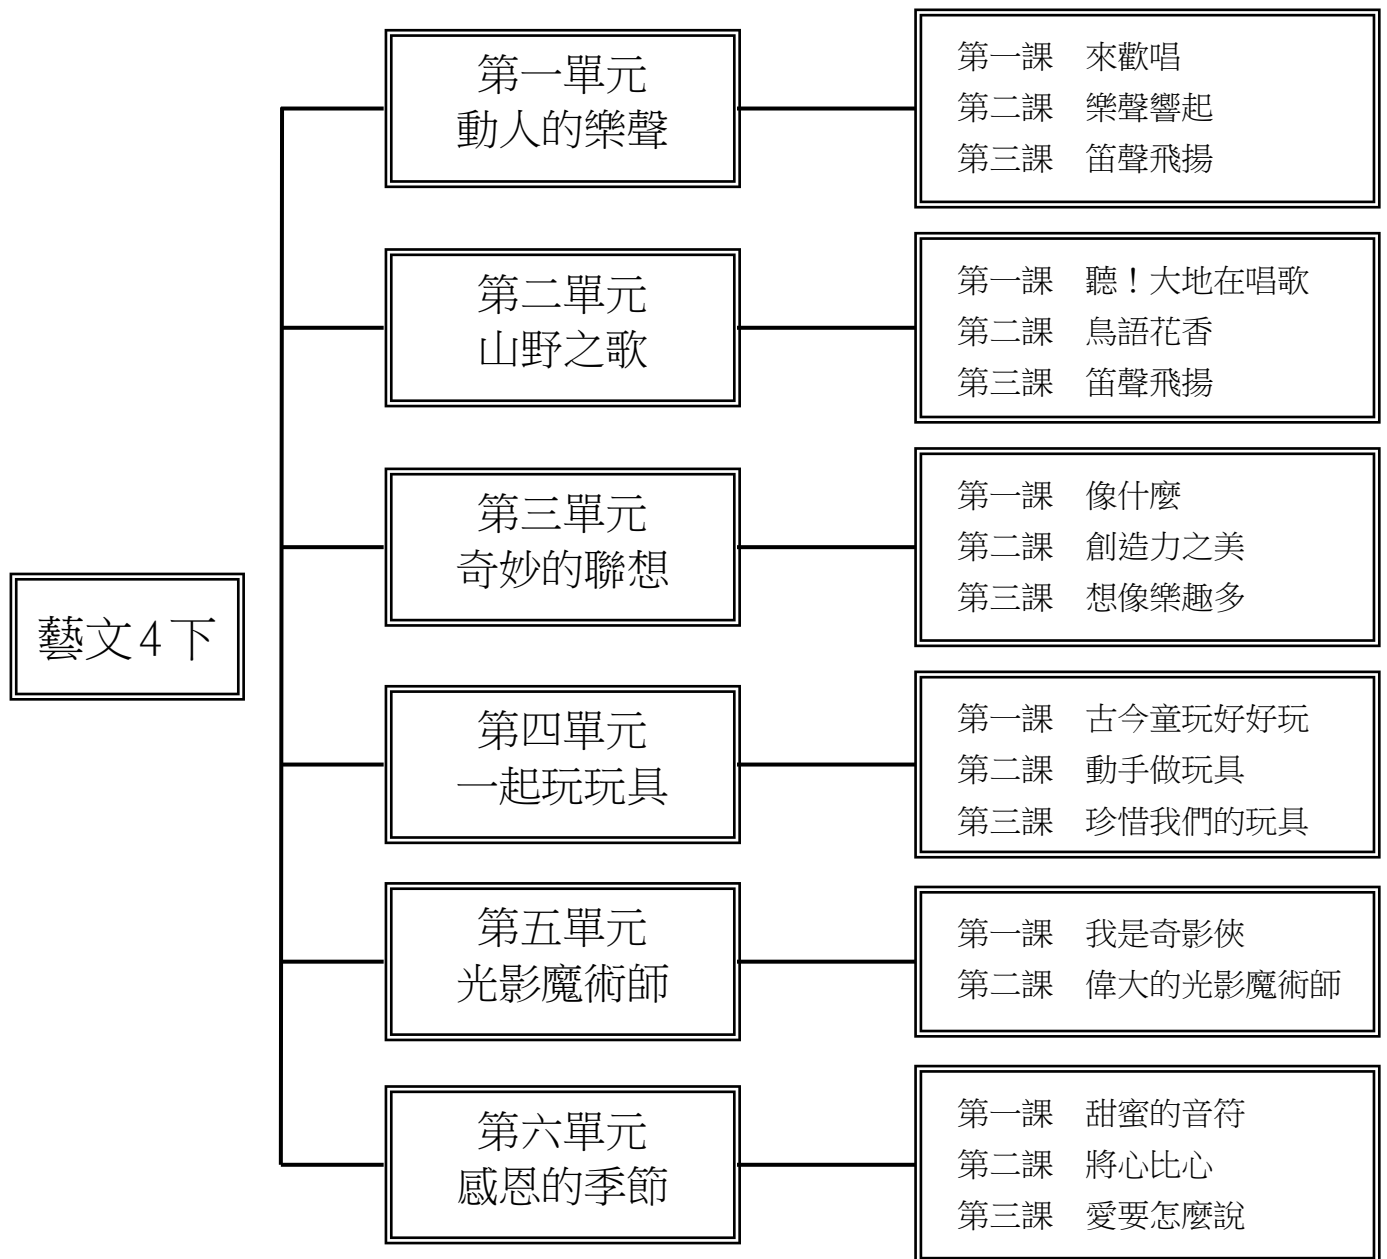 藝文4下
第一單元
動人的樂聲
第一課 來歡唱
第二課 樂聲響起
第三課 笛聲飛揚
第二單元
山野之歌
第一課 聽！大地在唱歌
第二課 鳥語花香
第三課 笛聲飛揚
第三單元
奇妙的聯想
第一課 像什麼
第二課 創造力之美
第三課 想像樂趣多
第四單元
一起玩玩具
第一課 古今童玩好好玩
第二課 動手做玩具
第三課 珍惜我們的玩具
第五單元
光影魔術師
第一課 我是奇影俠
第二課 偉大的光影魔術師
第六單元
感恩的季節
第一課 甜蜜的音符
第二課 將心比心
第三課 愛要怎麼說